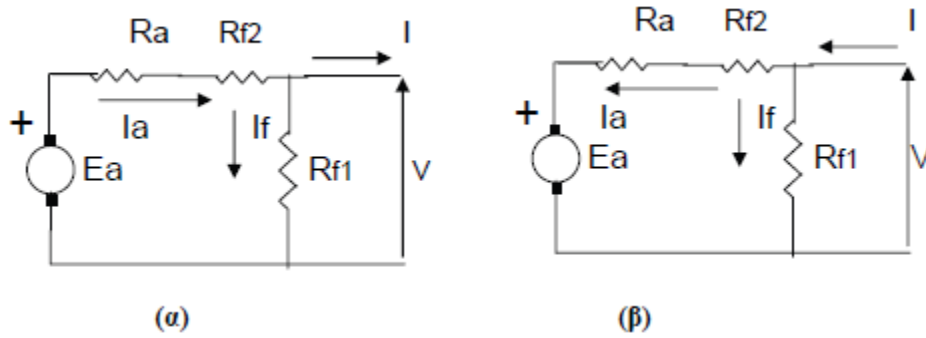 Ra Rf2 I
+ Ia If
Ea Rf1 V
(α)
I
Ra Rf2
+ Ia If
Ea Rf1 V
(β)